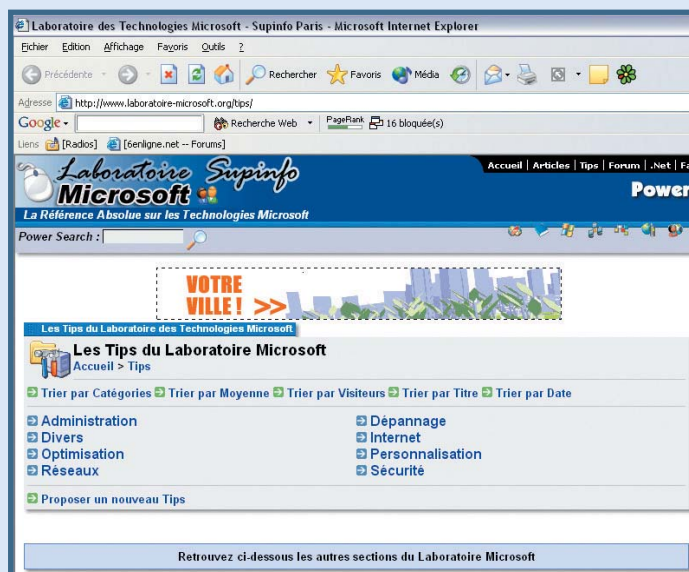 Laboratoire des Technologies Microsoft - Supinfo Paris - Microsoft Internet Explorer
Fichier Edition Affichage Favoris Outils ?
Précédente Rechercher Favoris Média
Adresse http://www.laboratoire-microsoft.org/tips/
Google Recherche Web PageRank 16 bloquée(s)
Liens [Radios] [6enligne.net -- Forums]
Accueil | Articles | Tips | Forum | .Net | Fa
Laboratoire Supinfo
Microsoft
Power
La Référence Absolue sur les Technologies Microsoft
Power Search :
VOTRE
VILLE ! >>
Les Tips du Laboratoire des Technologies Microsoft
Les Tips du Laboratoire Microsoft
Accueil > Tips
Trier par Catégories Trier par Moyenne Trier par Visiteurs Trier par Titre Trier par Date
Administration Dépannage
Divers Internet
Optimisation Personnalisation
Réseaux Sécurité
Proposer un nouveau Tips
Retrouvez ci-dessous les autres sections du Laboratoire Microsoft